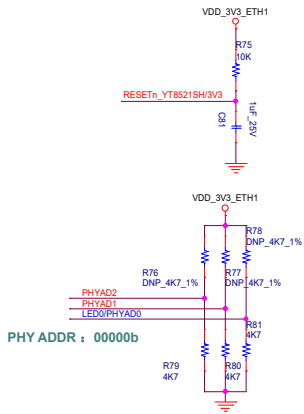 VDD_3V3_ETH1
R75
10K
RESETn_YT8521SH/3V3
1uF_25V
C81
VDD_3V3_ETH1
R78
DNP_4K7_1%
R76
R77
DNP_4K7_1%
DNP_4K7_1%
PHYAD2
PHYAD1
LED0/PHYAD0
R81
4K7
PHY ADDR : 00000b
R79
R80
4K7
4K7